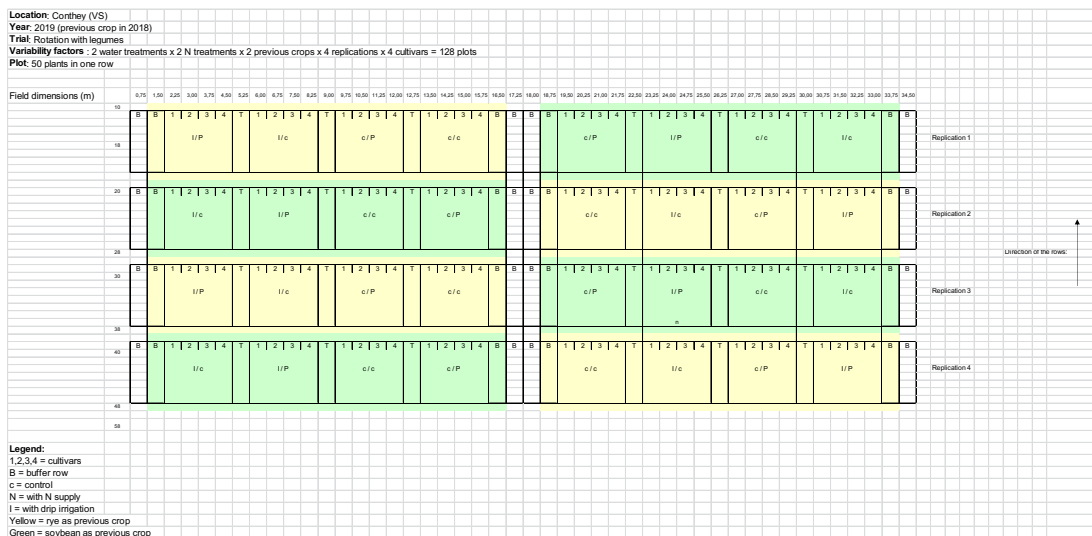 Location: Conthey (VS)
Year: 2019 (previous crop in 2018)
Trial: Rotation with legumes
Variability factors : 2 water treatments x 2 N treatments x 2 previous crops x 4 replications x 4 cultivars = 128 plots
Plot: 50 plants in one row
Field dimensions (m) 0,75 1,50 2,25 3,00 3,75 4,50 5,25 6,00 6,75 7,50 8,25 9,00 9,75 10,50 11,25 12,00 12,75 13,50 14,25 15,00 15,75 16,50 17,25 18,00 18,75 19,50 20,25 21,00 21,75 22,50 23,25 24,00 24,75 25,50 26,25 27,00 27,75 28,50 29,25 30,00 30,75 31,50 32,25 33,00 33,75 34,50
10
B B 1 2 3 4 T 1 2 3 4 T 1 2 3 4 T 1 2 3 4 B B B B 1 2 3 4 T 1 2 3 4 T 1 2 3 4 T 1 2 3 4 B B
I / P I / c c / P c / c c / P I / P c / c I / c Replication 1
18
20 B B 1 2 3 4 T 1 2 3 4 T 1 2 3 4 T 1 2 3 4 B B B B 1 2 3 4 T 1 2 3 4 T 1 2 3 4 T 1 2 3 4 B B
I / c I / P c / c c / P c / c I / c c / P I / P Replication 2
28 Direction of the rows:
B B 1 2 3 4 T 1 2 3 4 T 1 2 3 4 T 1 2 3 4 B B B B 1 2 3 4 T 1 2 3 4 T 1 2 3 4 T 1 2 3 4 B B
30
I / P I / c c / P c / c c / P I / P c / c I / c Replication 3
n
38
B B 1 2 3 4 T 1 2 3 4 T 1 2 3 4 T 1 2 3 4 B B B B 1 2 3 4 T 1 2 3 4 T 1 2 3 4 T 1 2 3 4 B B
40
I / c I / P c / c c / P c / c I / c c / P I / P Replication 4
48
58
Legend:
1,2,3,4 = cultivars
B = buffer row
c = control
N = with N supply
I = with drip irrigation
Yellow = rye as previous crop
Green = soybean as previous crop